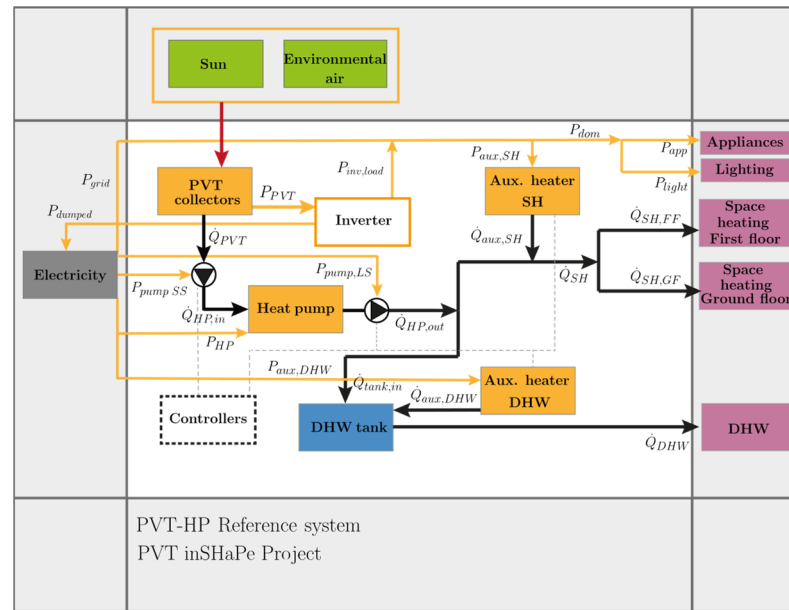 Sun
Environmental
air
P_dom
P_app
Appliances
P_aux,SH
P_inv,load
P_grid
Lighting
P_light
PVT
collectors
P_PVT
Aux. heater
SH
P_dumped
Inverter
Q̇_SH,FF
Space
heating
First floor
Q̇_PVT
Q̇_aux,SH
Electricity
P_pump,LS
Q̇_SH
Q̇_SH,GF
Space
heating
Ground floor
P_pump SS
Heat pump
Q̇_HP,in
Q̇_HP,out
P_HP
P_aux,DHW
Q̇_tank,in
Aux. heater
DHW
Q̇_aux,DHW
Controllers
DHW tank
DHW
Q̇_DHW
PVT-HP Reference system
PVT inSHaPe Project